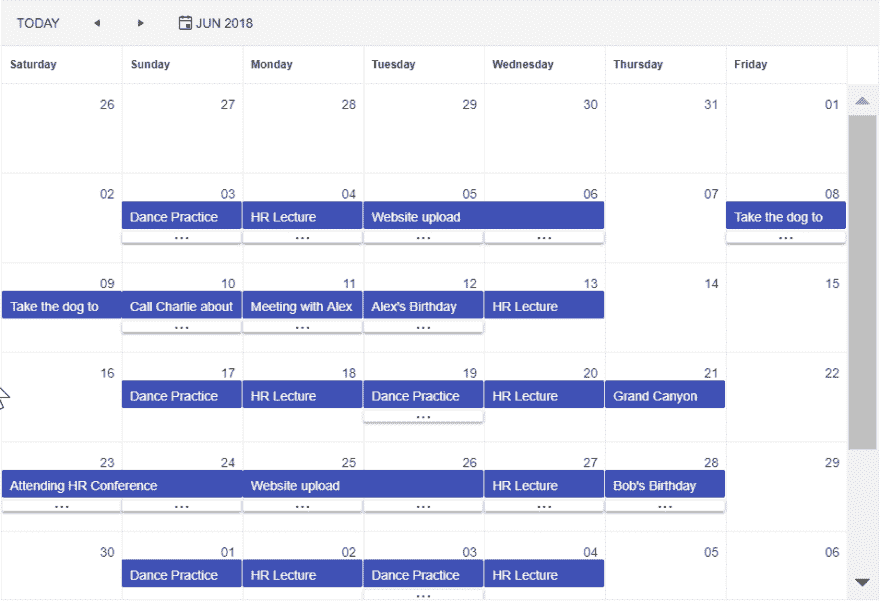 TODAY JUN 2018
Saturday Sunday Monday Tuesday Wednesday Thursday Friday
26 27 28 29 30 31 01
02 03 04 05 06 07 08
Dance Practice HR Lecture Website upload Take the dog to
... ... ... ... ...
09 10 11 12 13 14 15
Take the dog to Call Charlie about Meeting with Alex Alex's Birthday HR Lecture
... ... ...
16 17 18 19 20 21 22
Dance Practice HR Lecture Dance Practice HR Lecture Grand Canyon
...
23 24 25 26 27 28 29
Attending HR Conference Website upload HR Lecture Bob's Birthday
... ... ... ... ... ...
30 01 02 03 04 05 06
Dance Practice HR Lecture Dance Practice HR Lecture
...